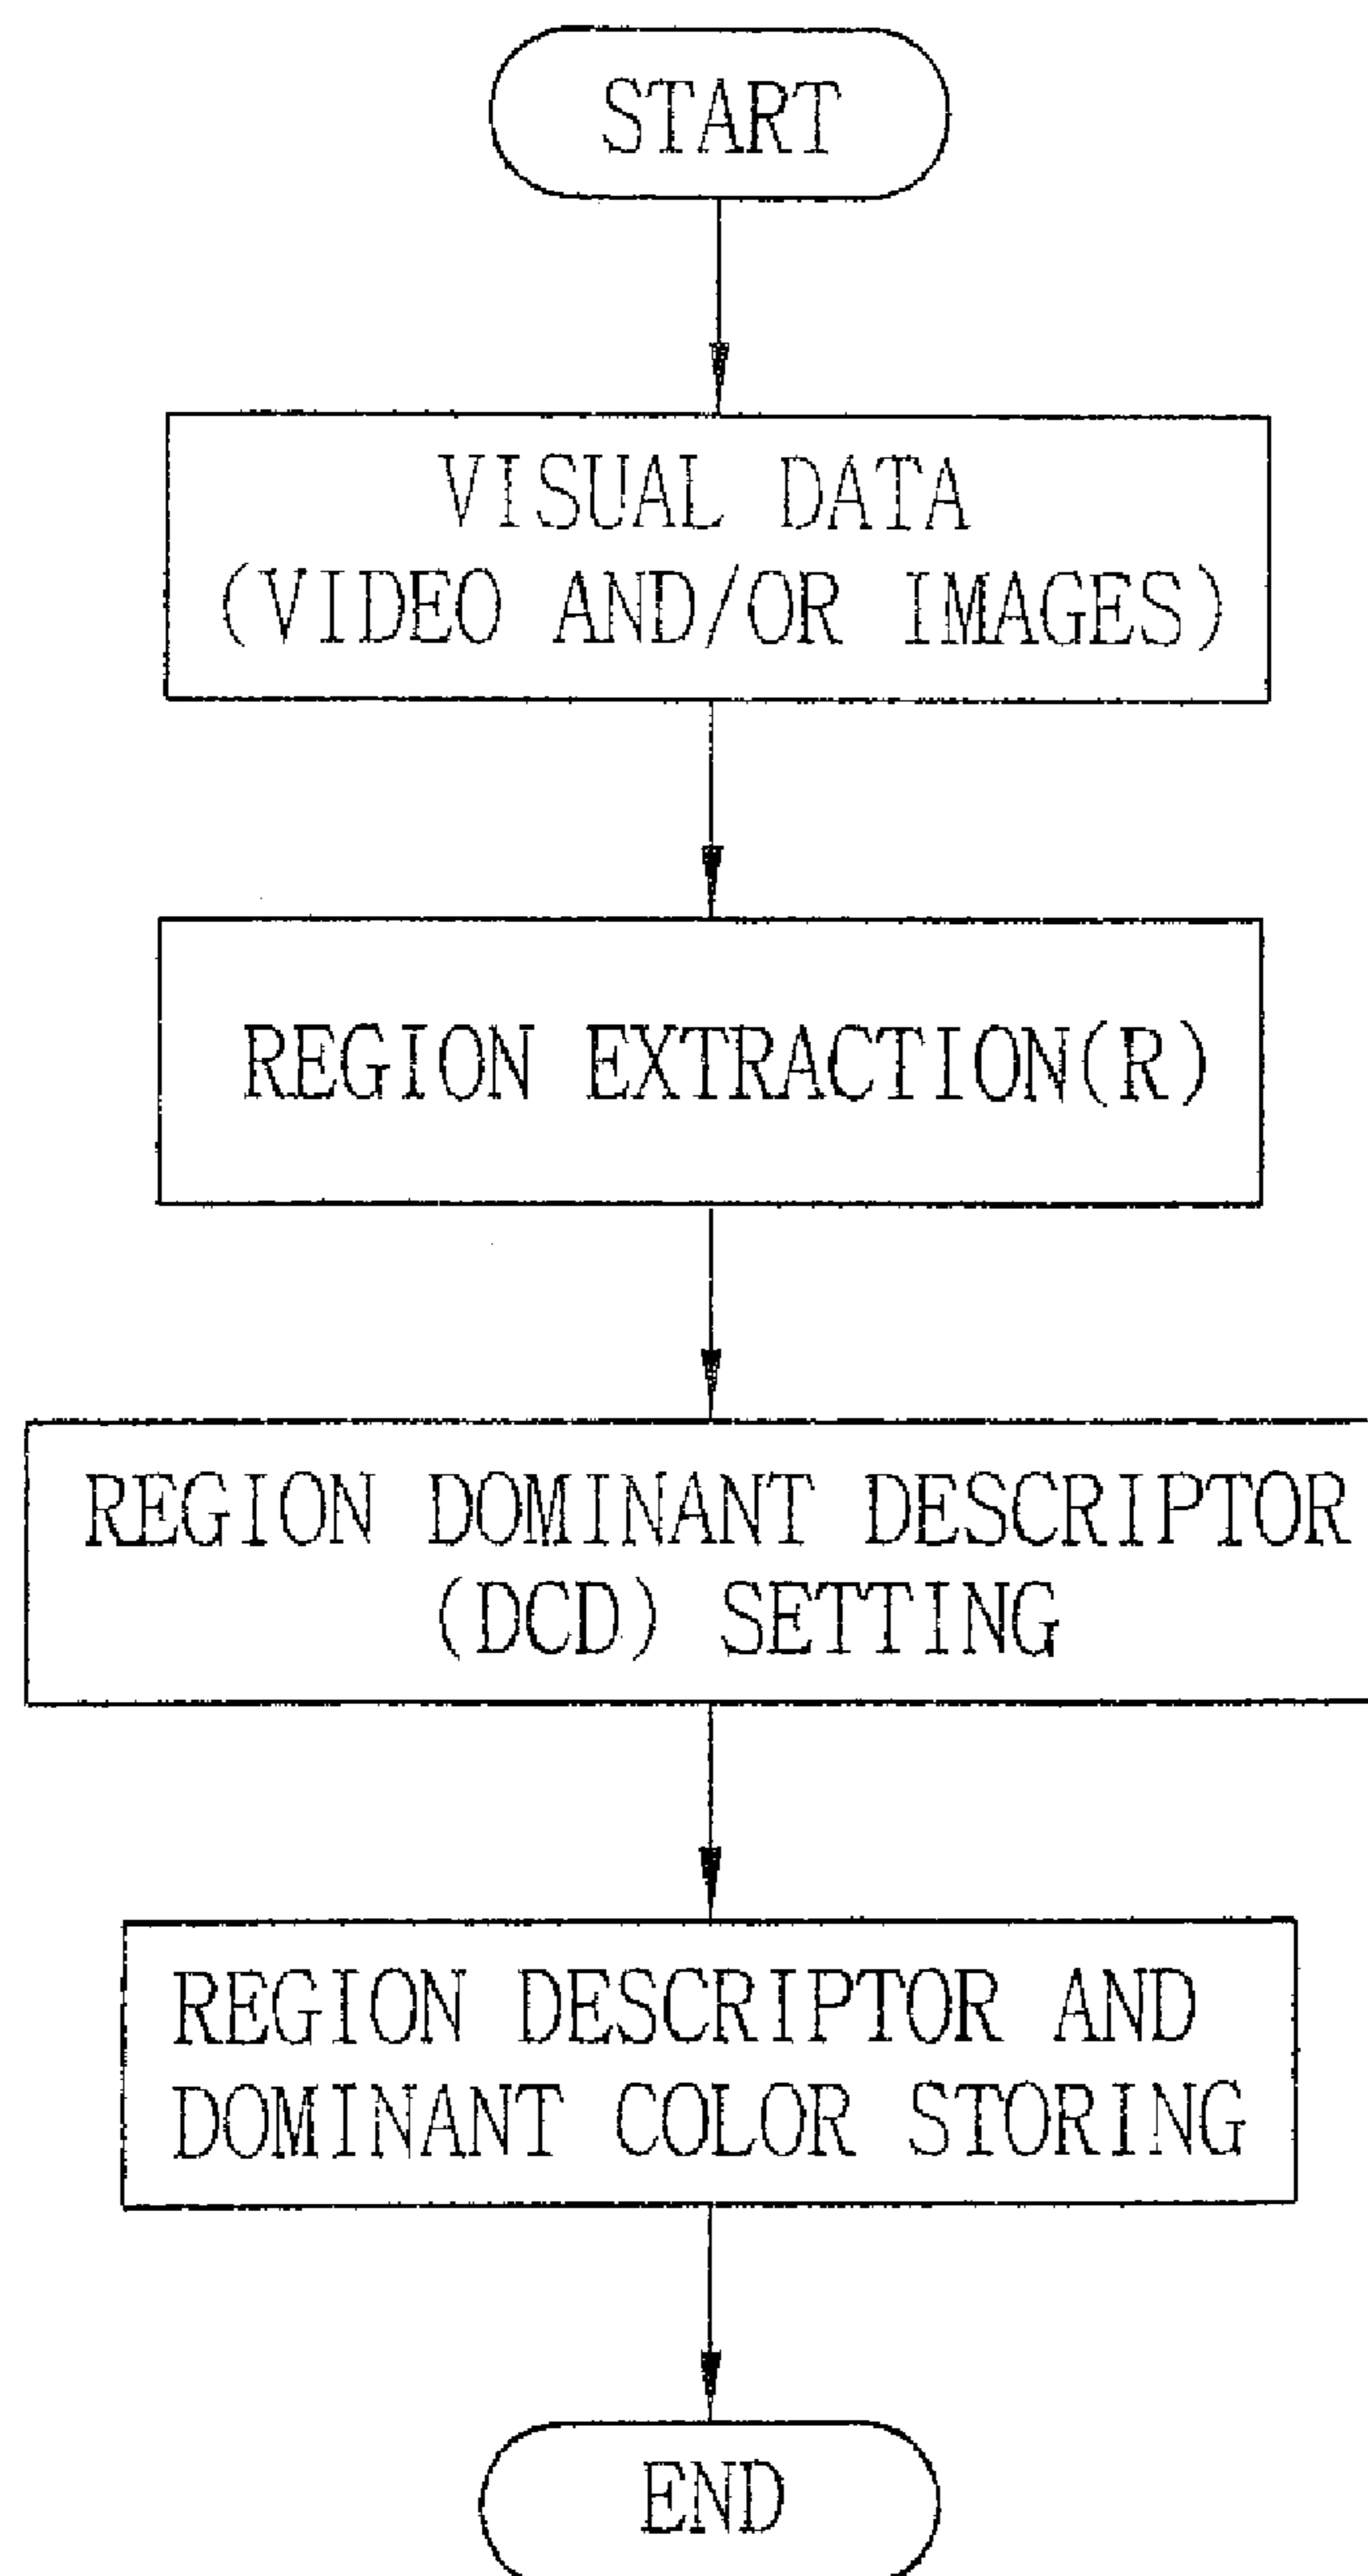 START
VISUAL DATA
(VIDEO AND/OR IMAGES)
REGION EXTRACTION(R)
REGION DOMINANT DESCRIPTOR
(DCD) SETTING
REGION DESCRIPTOR AND
DOMINANT COLOR STORING
END